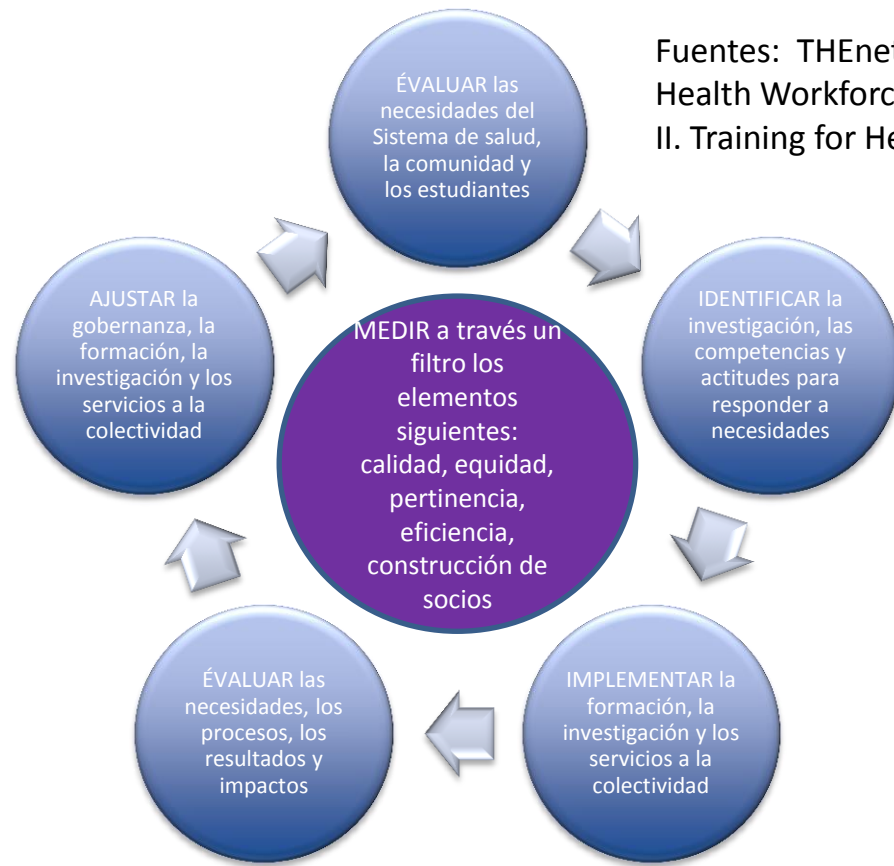 Fuentes: THEnet
Health Workforc
II. Training for He
ÉVALUAR las
necesidades del
Sistema de salud,
la comunidad y
los estudiantes
IDENTIFICAR la
investigación, las
competencias y
actitudes para
responder a
necesidades
IMPLEMENTAR la
formación, la
investigación y los
servicios a la
colectividad
ÉVALUAR las
necesidades, los
procesos, los
resultados y
impactos
AJUSTAR la
gobernanza, la
formación, la
investigación y los
servicios a la
colectividad
MEDIR a través un
filtro los
elementos
siguientes:
calidad, equidad,
pertinencia,
eficiencia,
construcción de
socios